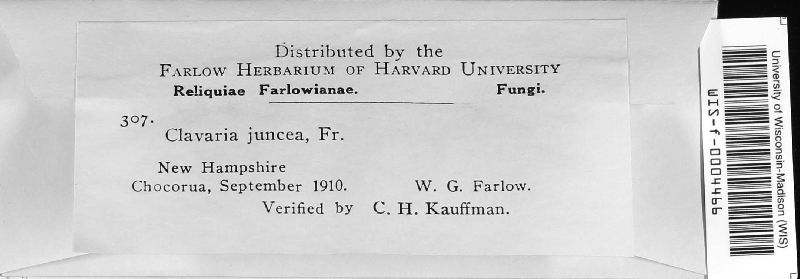 Distributed by the
FARLOW HERBARIUM OF HARVARD UNIVERSITY
Reliquiae Farlowianae. Fungi.
307.
Clavaria juncea, Fr.
New Hampshire
Chocorua, September 1910. W. G. Farlow.
Verified by C. H. Kauffman.
University of Wisconsin-Madison (WIS)
WIS-f-0004466